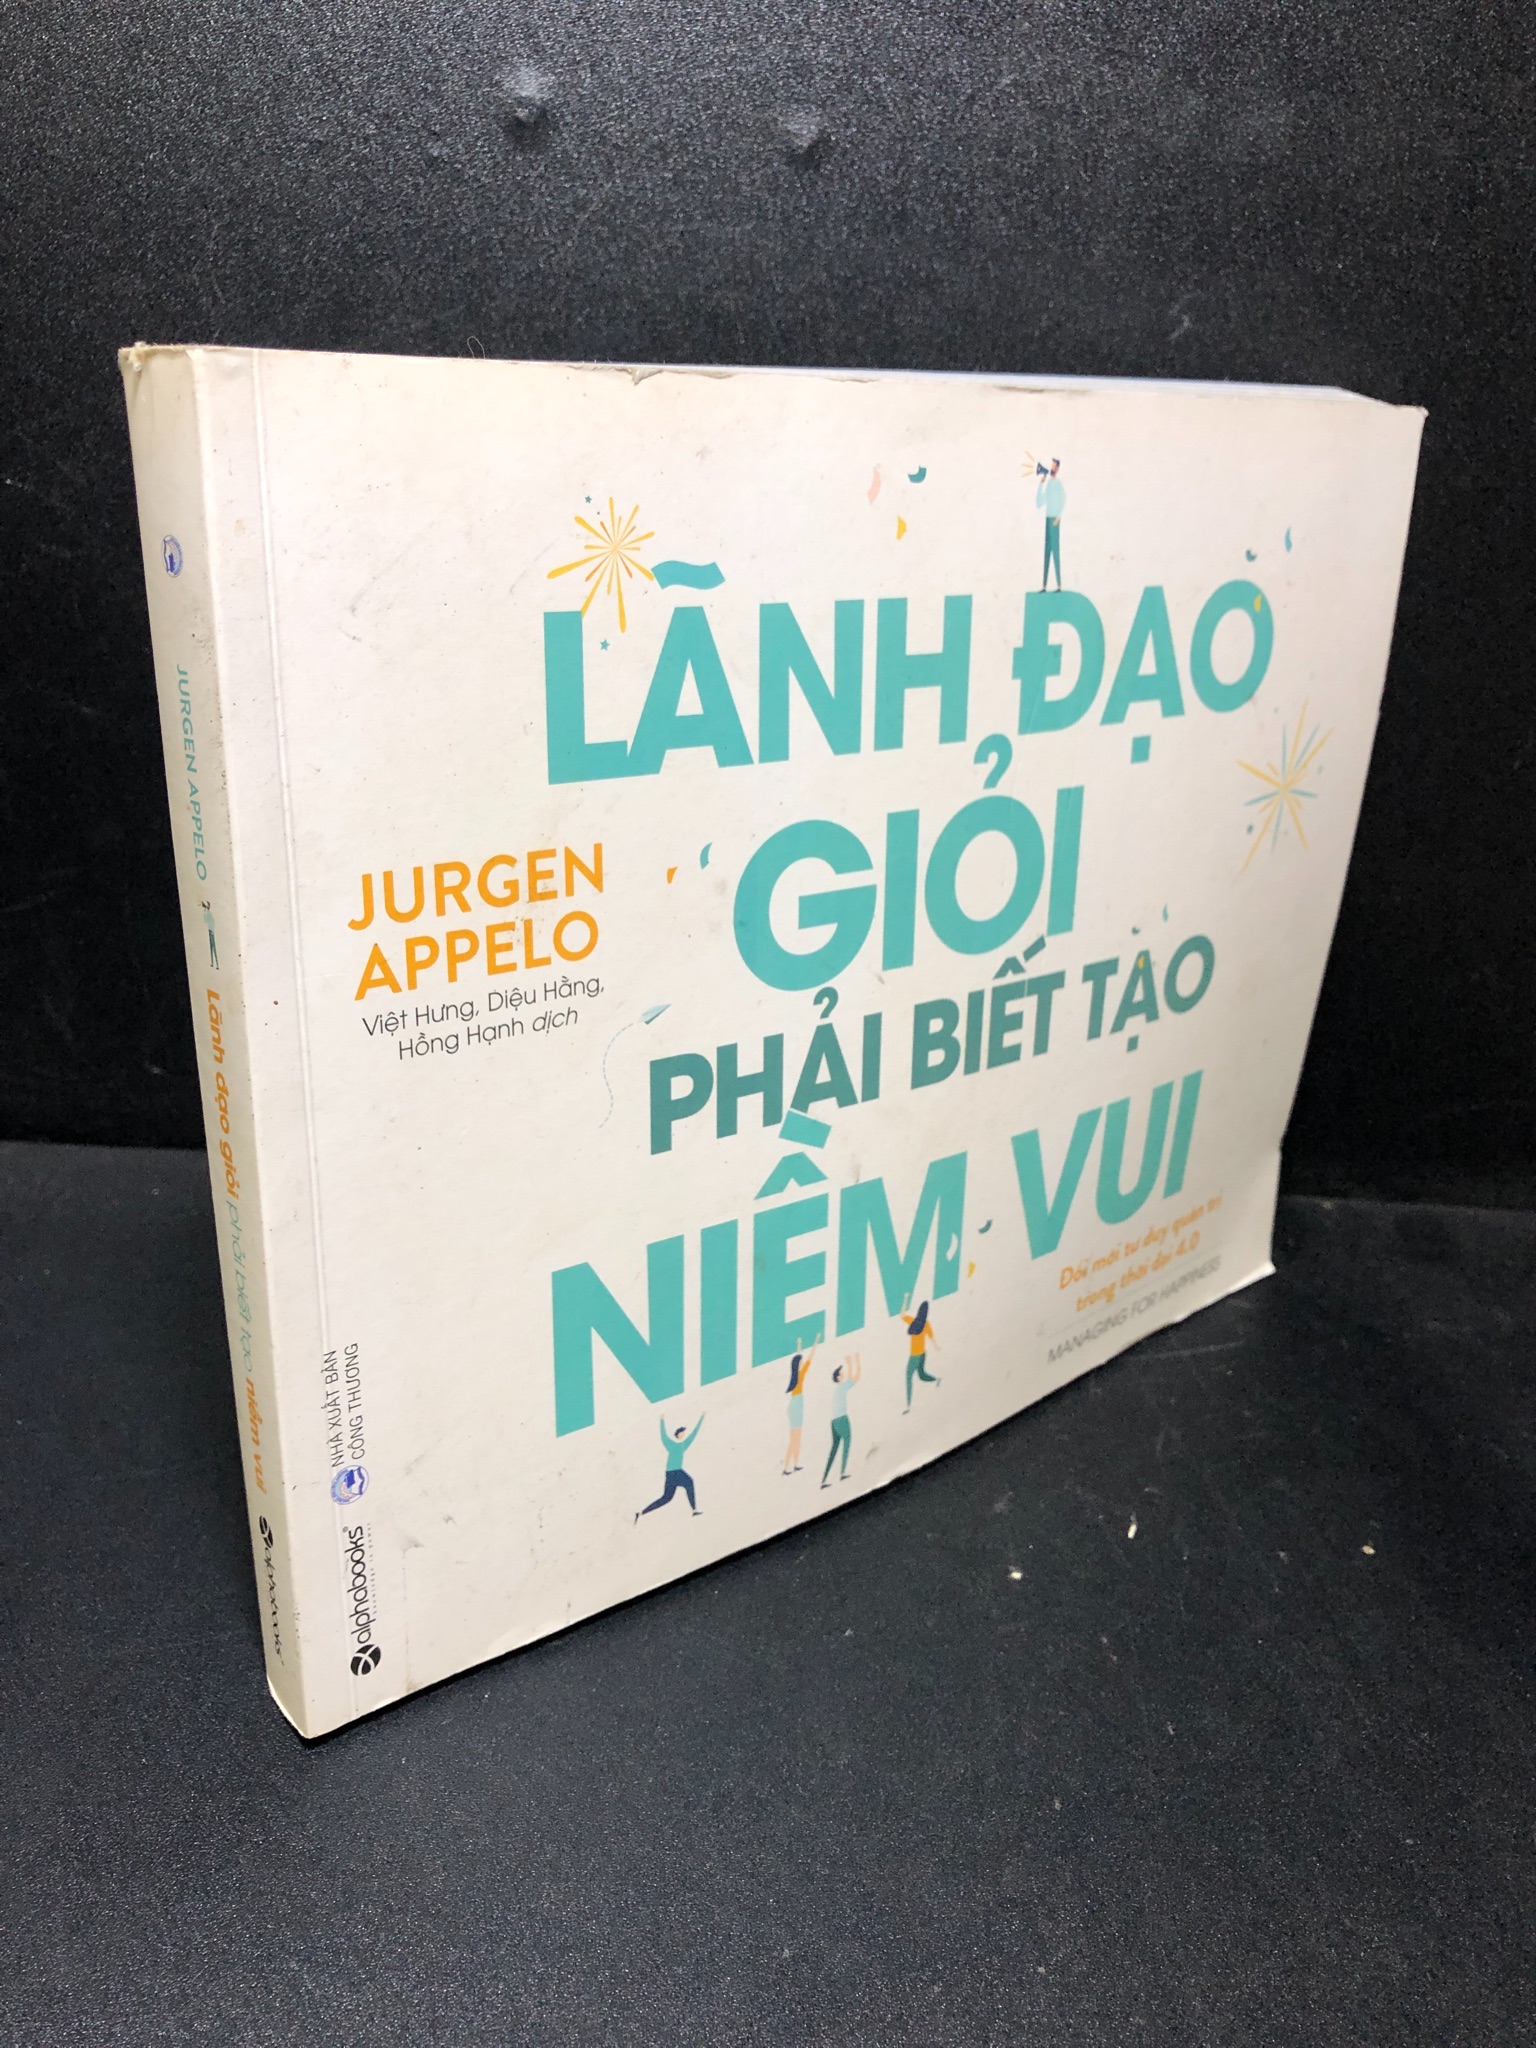 LÃNH ĐẠO
GIỎI
PHẢI BIẾT TẠO
NIỀM VUI
JURGEN
APPELO
Việt Hưng, Diệu Hằng,
Hồng Hạnh dịch
Đổi mới tư duy quản trị
trong thời đại 4.0
MANAGING FOR HAPPINESS
NHÀ XUẤT BẢN
CÔNG THƯƠNG
alphabooks®
JURGEN APPELO
Lãnh đạo giỏi phải biết tạo niềm vui
alphabooks